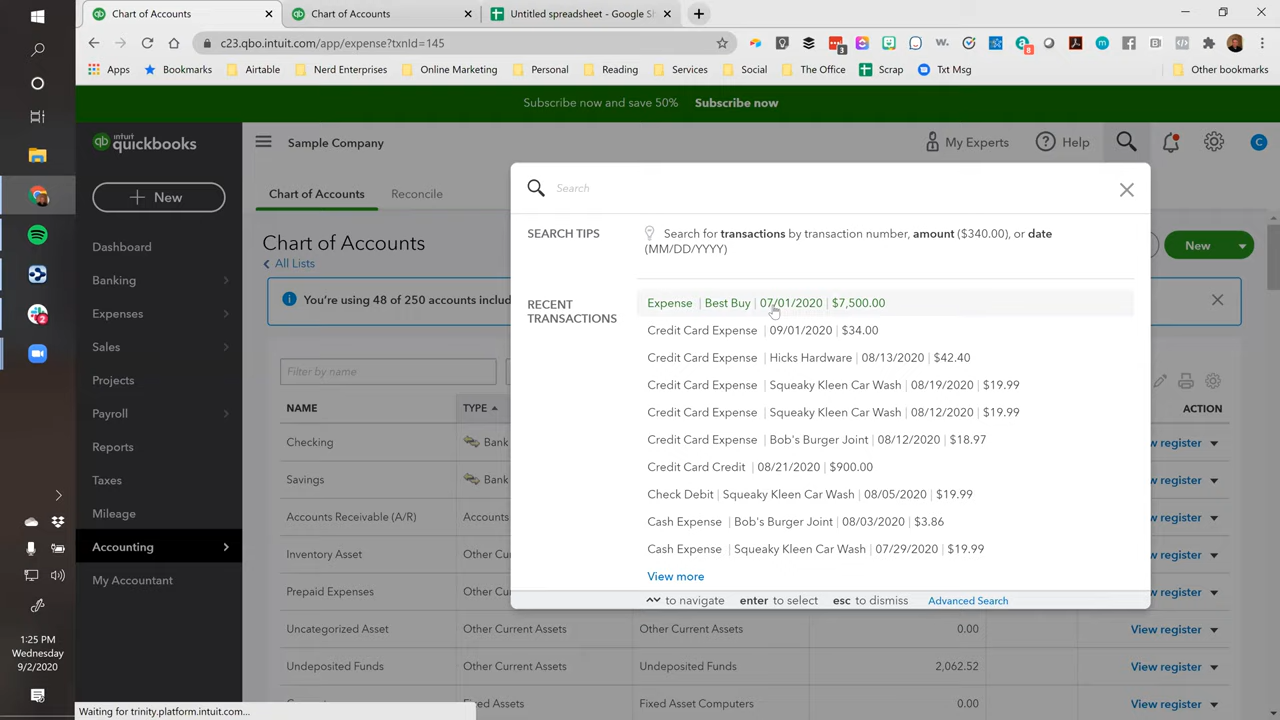 Chart of Accounts
Chart of Accounts
Untitled spreadsheet - Google Sh
c23.qbo.intuit.com/app/expense?txnId=145
Apps
Bookmarks
Airtable
Nerd Enterprises
Online Marketing
Personal
Reading
Services
Social
The Office
Scrap
Txt Msg
Other bookmarks
Subscribe now and save 50% Subscribe now
intuit
quickbooks
Sample Company
My Experts
Help
C
New
Chart of Accounts
Reconcile
Search
Dashboard
Banking
Expenses
Sales
Projects
Payroll
Reports
Taxes
Mileage
Accounting
My Accountant
Chart of Accounts
All Lists
New
You're using 48 of 250 accounts inclu
Filter by name
NAME
TYPE
ACTION
SEARCH TIPS
Search for transactions by transaction number, amount ($340.00), or date
(MM/DD/YYYY)
RECENT
TRANSACTIONS
Expense | Best Buy | 07/01/2020 | $7,500.00
Credit Card Expense | 09/01/2020 | $34.00
Credit Card Expense | Hicks Hardware | 08/13/2020 | $42.40
Credit Card Expense | Squeaky Kleen Car Wash | 08/19/2020 | $19.99
Credit Card Expense | Squeaky Kleen Car Wash | 08/12/2020 | $19.99
Credit Card Expense | Bob's Burger Joint | 08/12/2020 | $18.97
Credit Card Credit | 08/21/2020 | $900.00
Check Debit | Squeaky Kleen Car Wash | 08/05/2020 | $19.99
Cash Expense | Bob's Burger Joint | 08/03/2020 | $3.86
Cash Expense | Squeaky Kleen Car Wash | 07/29/2020 | $19.99
View more
to navigate enter to select esc to dismiss Advanced Search
Checking Bank w register
Savings Bank w register
Accounts Receivable (A/R) Accounts w register
Inventory Asset Other Curr w register
Prepaid Expenses Other Curr w register
Uncategorized Asset Other Current Assets Other Current Assets 0.00 View register
Undeposited Funds Other Current Assets Undeposited Funds 2,062.52 View register
Fixed Assets Fixed Asset Computers 0.00 View register
1:25 PM
Wednesday
9/2/2020
Waiting for trinity.platform.intuit.com...